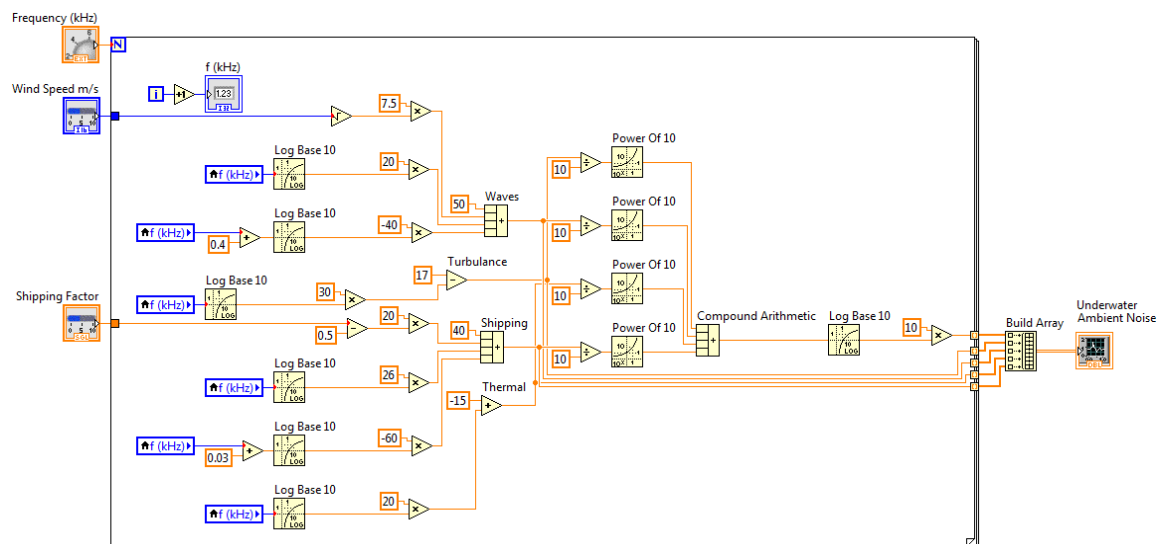 Frequency (kHz)
N
f (kHz)
i
+1
1.23
Wind Speed m/s
7.5
Log Base 10
f (kHz)
20
50
Waves
Log Base 10
f (kHz)
0.4
-40
Power Of 10
10
Power Of 10
10
Power Of 10
10
Power Of 10
10
17
Turbulance
Log Base 10
f (kHz)
30
Shipping Factor
0.5
20
40
Shipping
Compound Arithmetic
Log Base 10
10
Build Array
Underwater
Ambient Noise
Log Base 10
f (kHz)
26
Thermal
-15
Log Base 10
f (kHz)
0.03
-60
Log Base 10
f (kHz)
20